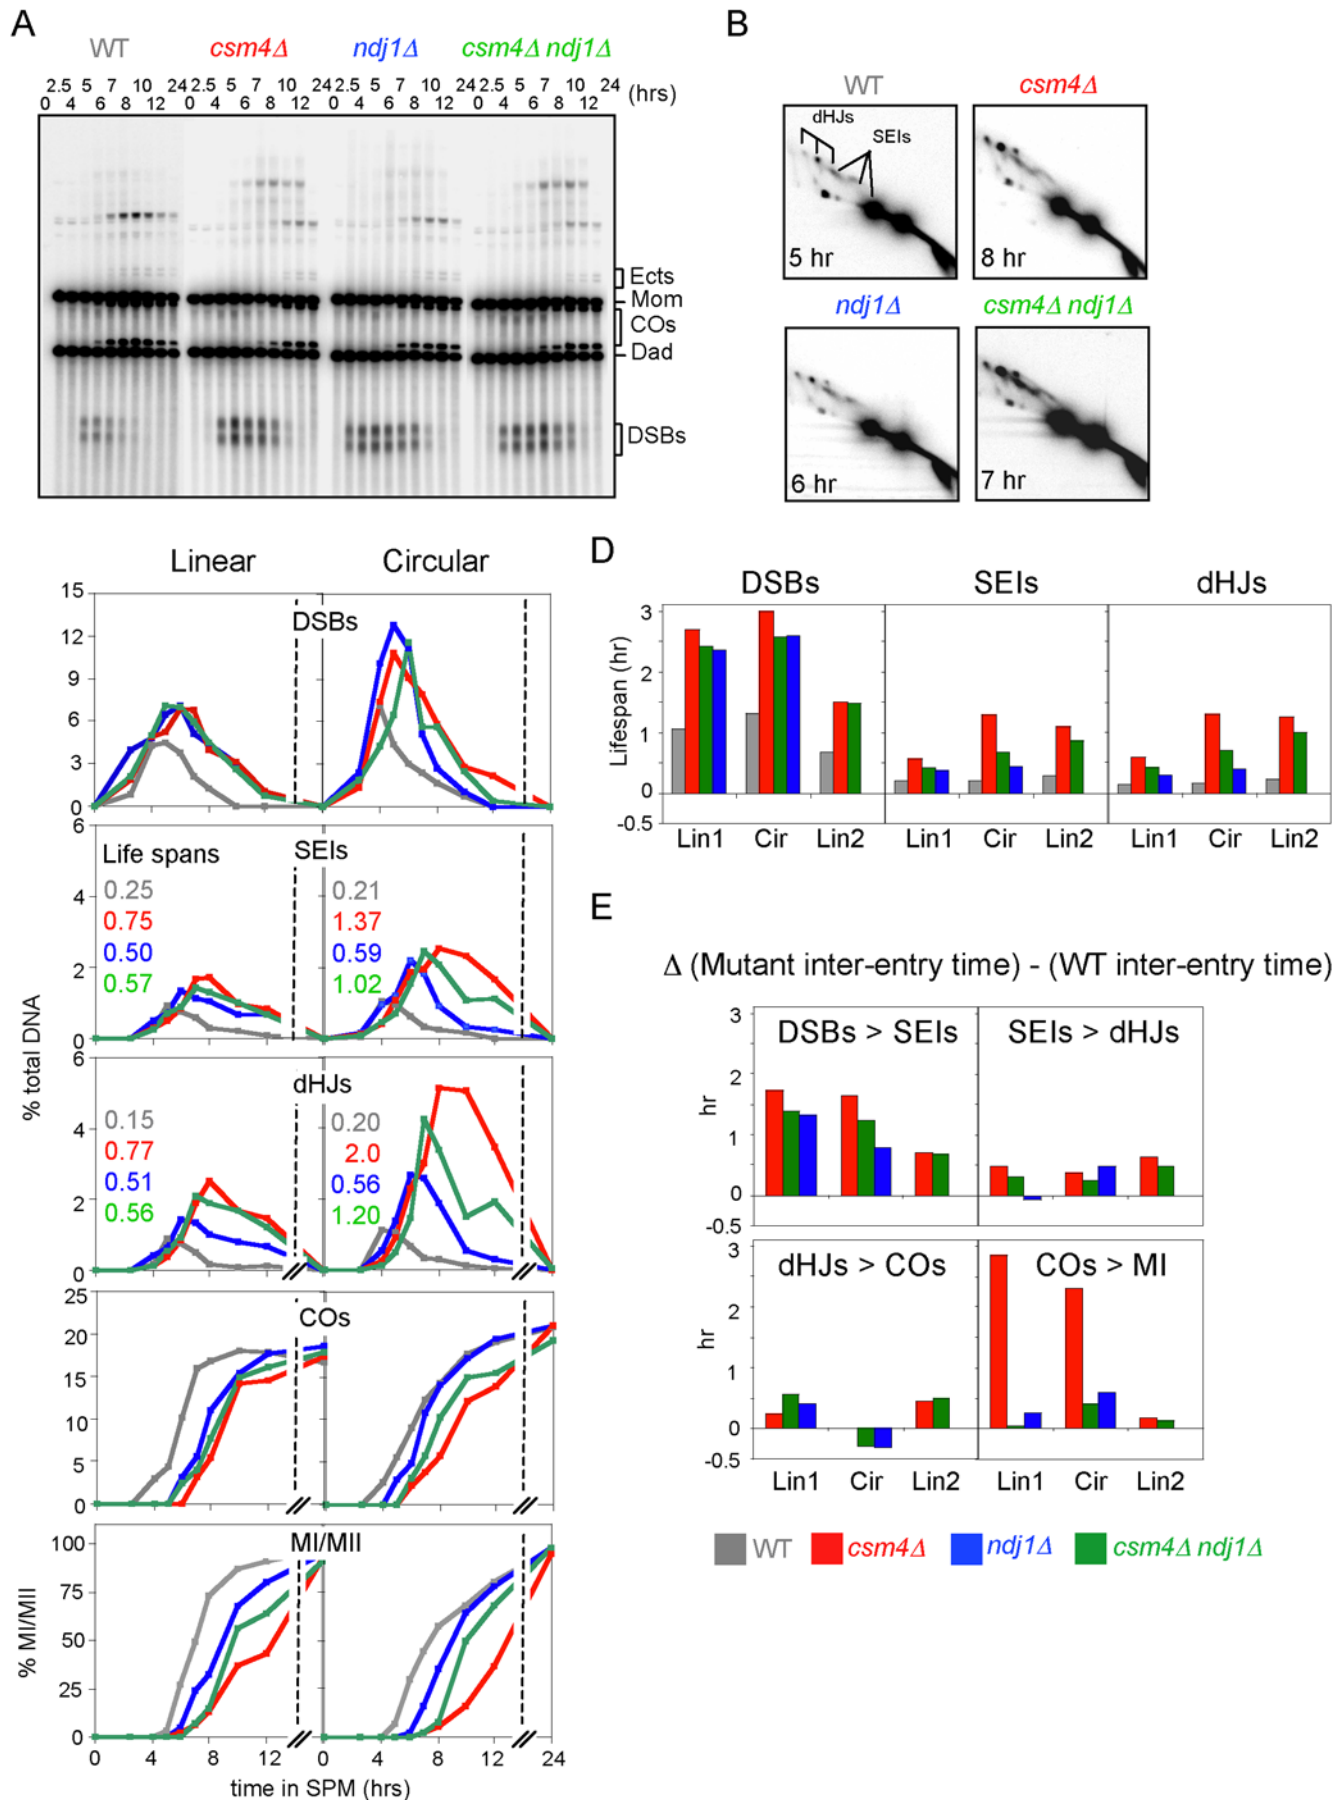 A
WT csm4Δ ndj1Δ csm4Δ ndj1Δ
2.5 5 7 10 24 2.5 5 7 10 24 2.5 5 7 10 24 2.5 5 7 10 24
0 4 6 8 12 0 4 6 8 12 0 4 6 8 12 0 4 6 8 12 (hrs)
Ects
Mom
COs
Dad
DSBs
B
WT csm4Δ
dHJs
SEIs
5 hr 8 hr
ndj1Δ csm4Δ ndj1Δ
6 hr 7 hr
Linear Circular
% total DNA
15
12
9
6
3
0
DSBs
6
4
2
0
SEIs
Life spans
0.25 0.21
0.75 1.37
0.50 0.59
0.57 1.02
6
4
2
0
dHJs
0.15 0.20
0.77 2.0
0.51 0.56
0.56 1.20
25
20
15
10
5
0
COs
% MI/MII
100
75
50
25
0
MI/MII
0 4 8 12 0 4 8 12 24
time in SPM (hrs)
D
DSBs SEIs dHJs
Lifespan (hr)
3
2
1
0
-0.5
Lin1 Cir Lin2 Lin1 Cir Lin2 Lin1 Cir Lin2
E
Δ (Mutant inter-entry time) - (WT inter-entry time)
hr
3
2
1
0
-0.5
DSBs > SEIs SEIs > dHJs
hr
3
2
1
0
-0.5
dHJs > COs COs > MI
Lin1 Cir Lin2 Lin1 Cir Lin2
WT csm4Δ ndj1Δ csm4Δ ndj1Δ